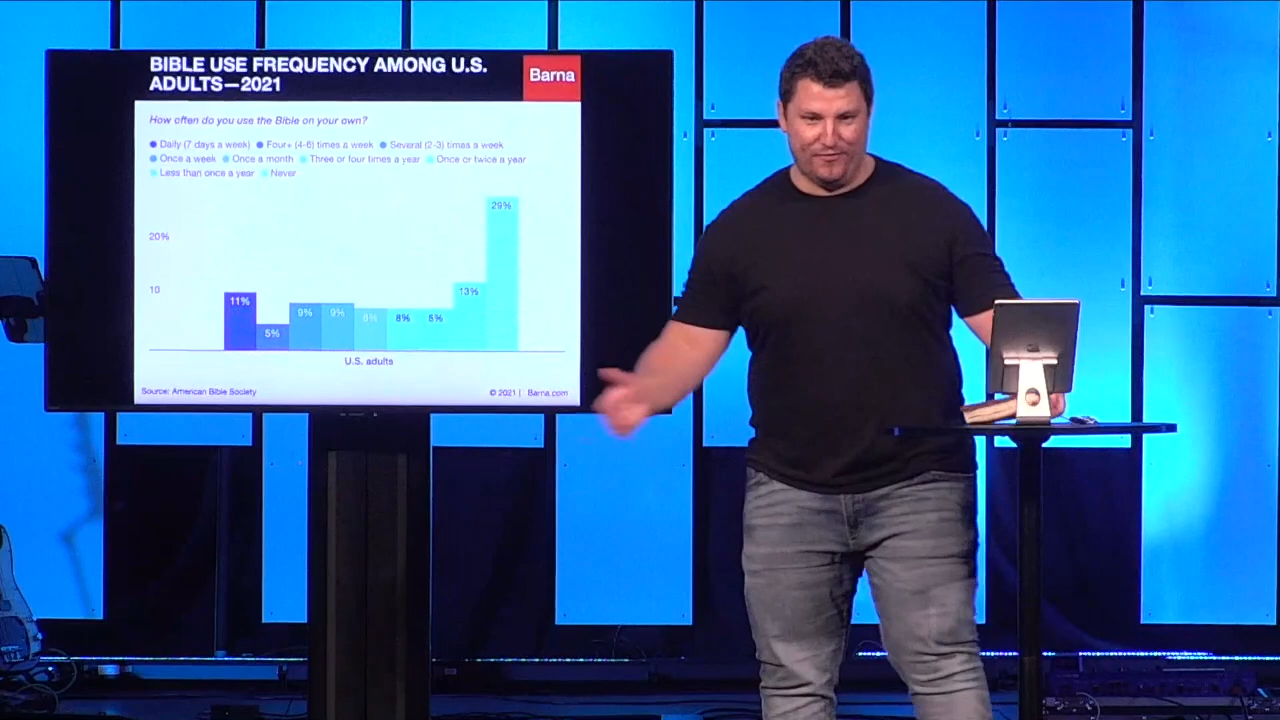 BIBLE USE FREQUENCY AMONG U.S.
ADULTS—2021
Barna
How often do you use the Bible on your own?
Daily (7 days a week) Four+ (4-6) times a week Several (2-3) times a week
Once a week Once a month Three or four times a year Once or twice a year
Less than once a year Never
29%
20%
10
11%
5%
9%
9%
8%
8%
13%
U.S. adults
Source: American Bible Society
© 2021 | Barna.com